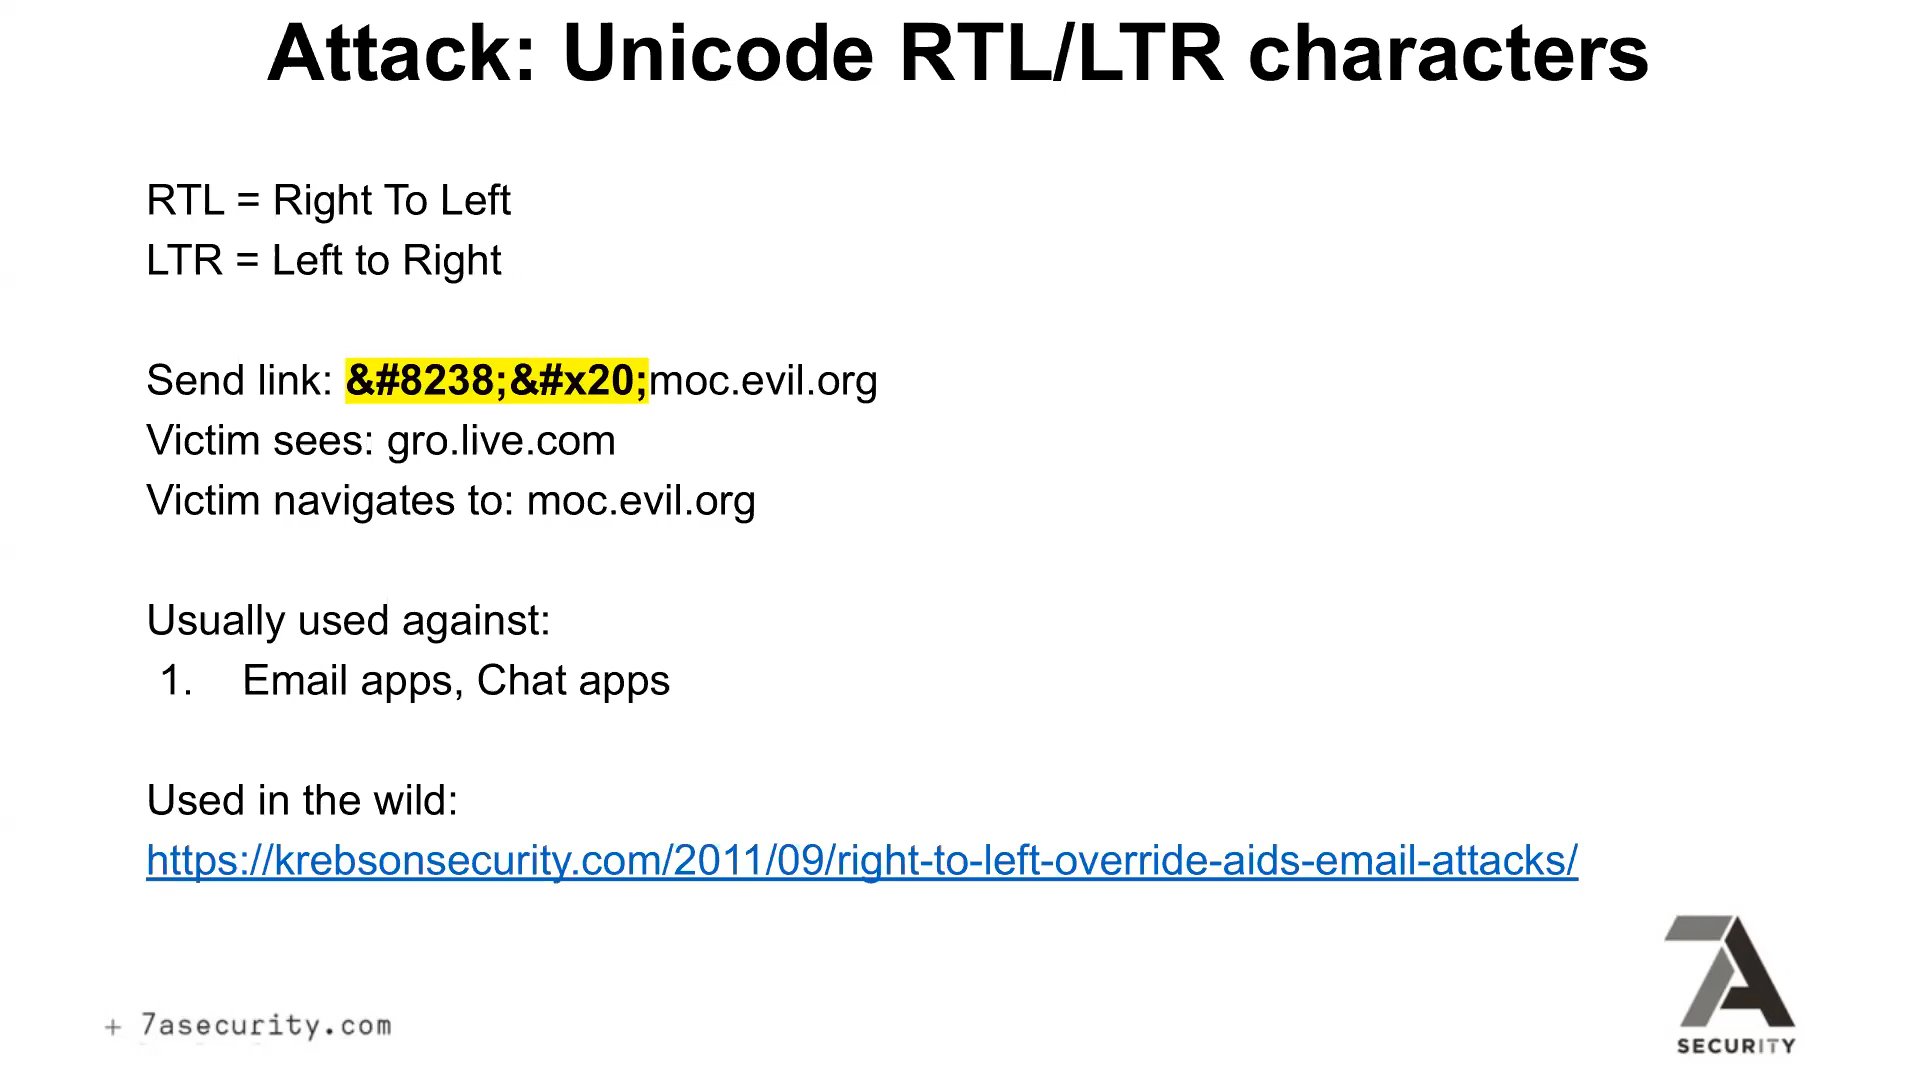 Attack: Unicode RTL/LTR characters
RTL = Right To Left
LTR = Left to Right
Send link: &#8238;&#x20;moc.evil.org
Victim sees: gro.live.com
Victim navigates to: moc.evil.org
Usually used against:
1. Email apps, Chat apps
Used in the wild:
https://krebsonsecurity.com/2011/09/right-to-left-override-aids-email-attacks/
+ 7asecurity.com
7A
SECURITY